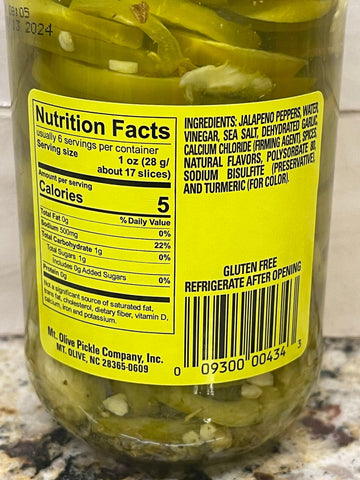 :05
13 2024
Nutrition Facts
usually 6 servings per container
Serving size 1 oz (28 g/
about 17 slices)
Amount per serving
Calories 5
% Daily Value
Total Fat 0g 0%
Sodium 500mg 22%
Total Carbohydrate 1g 0%
Total Sugars 1g
Includes 0g Added Sugars 0%
Protein 0g
Not a significant source of saturated fat,
trans fat, cholesterol, dietary fiber, vitamin D,
calcium, iron and potassium.
Mt. Olive Pickle Company, Inc.
MT. OLIVE, NC 28365-0609
INGREDIENTS: JALAPENO PEPPERS, WATER,
VINEGAR, SEA SALT, DEHYDRATED GARLIC,
CALCIUM CHLORIDE (FIRMING AGENT), SPICES,
NATURAL FLAVORS, POLYSORBATE 80,
SODIUM BISULFITE (PRESERVATIVE),
AND TURMERIC (FOR COLOR).
GLUTEN FREE
REFRIGERATE AFTER OPENING
0 09300 00434 3